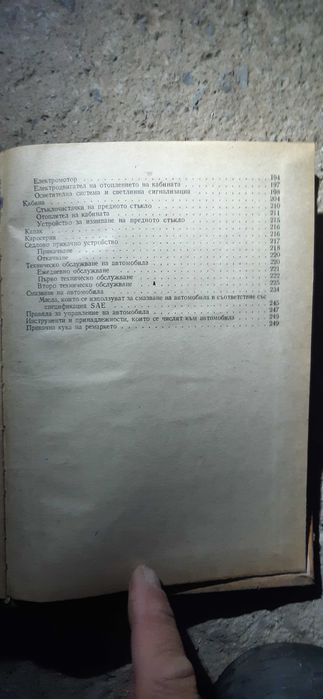 Електромотор 194
Електродвигател на отоплението на кабината 197
Осветителна система и светлинна сигнализация 198
Кабина 204
Стъклочистачка на предното стъкло 210
Отоплител на кабината 211
Устройство за измиване на предното стъкло 215
Капак 216
Каросерия 216
Седлово прикачно устройство 217
Прикачване 218
Откачване 220
Техническо обслужване на автомобила 220
Ежедневно обслужване 221
Първо техническо обслужване 222
Второ техническо обслужване 225
Смазване на автомобила 234
Масла, които се използуват за смазване на автомобила в съответствие със
спецификация SAE 245
Правила за управление на автомобила 247
Инструменти и принадлежности, които се числят към автомобила 249
Прикачна кука на ремаркето 249